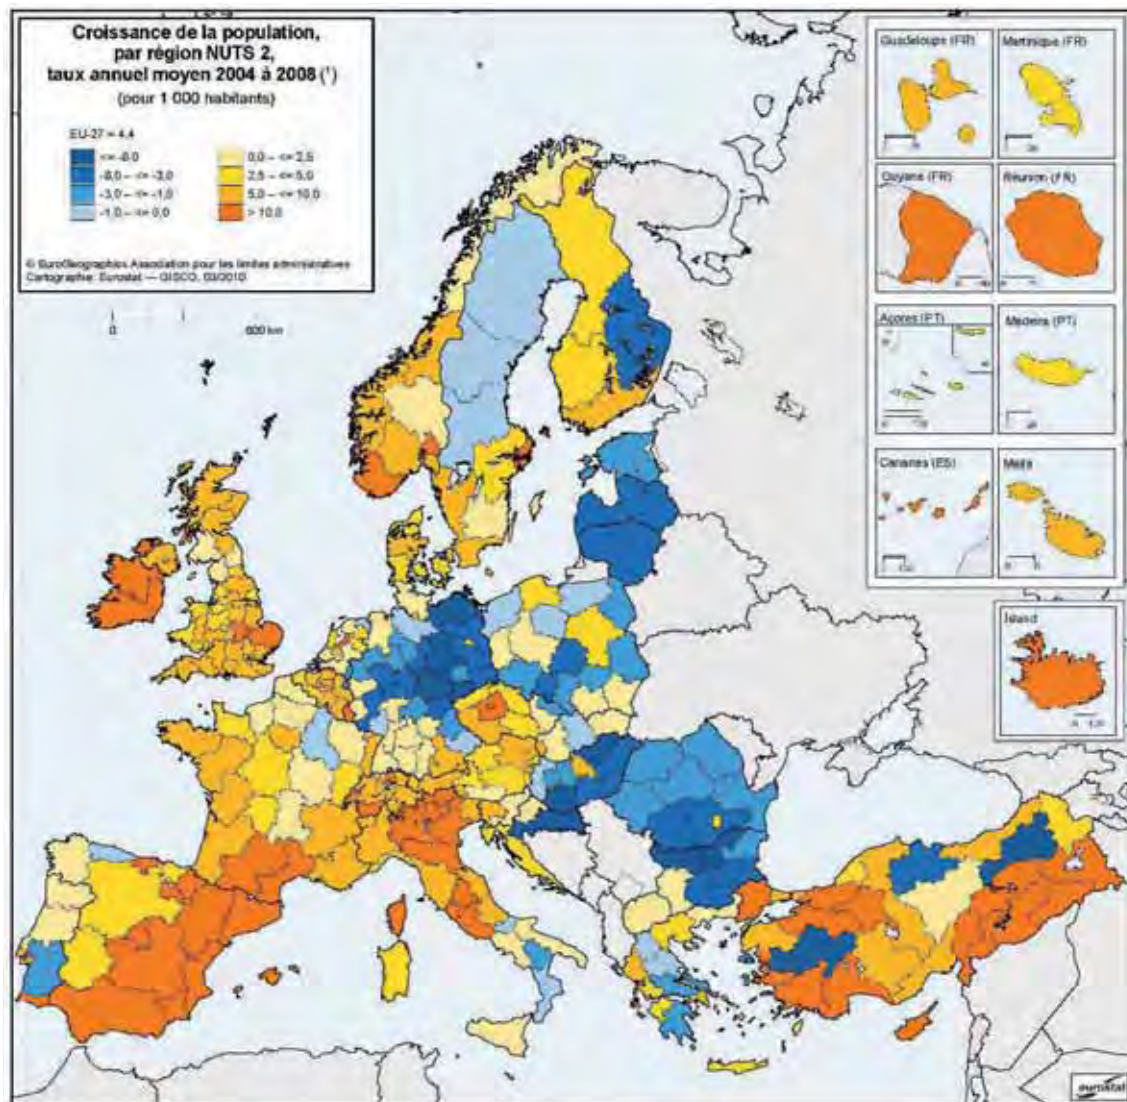 Croissance de la population,
par région NUTS 2,
taux annuel moyen 2004 à 2008 (¹)
(pour 1 000 habitants)
EU-27 = 4,4
<= -6,0
-6,0 – <= -3,0
-3,0 – <= -1,0
-1,0 – <= 0,0
0,0 – <= 2,5
2,5 – <= 5,0
5,0 – <= 10,0
> 10,0
© EuroGeographics Association pour les limites administratives
Cartographie: Eurostat — GISCO, 03/2010
0 600 km
Guadeloupe (FR)
Martinique (FR)
Guyane (FR)
Réunion (FR)
Açores (PT)
Madeira (PT)
Canarias (ES)
Malta
Island
eurostat